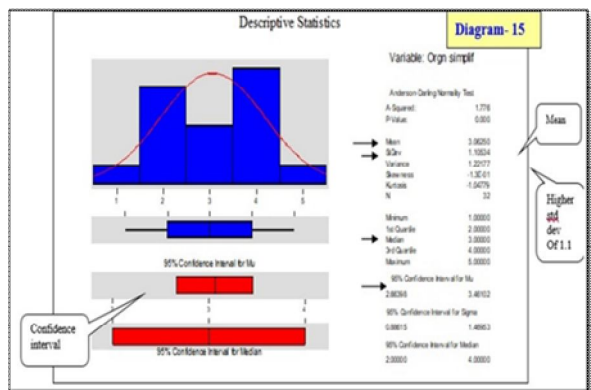 Descriptive Statistics
Diagram- 15
Variable: Orgn simplif
Anderson-Darling Normality Test
A-Squared: 1.776
P-Value: 0.000
Mean 3.06250
StDev 1.10534
Variance 1.22177
Skewness -1.3E-01
Kurtosis -1.04779
N 32
Minimum 1.00000
1st Quartile 2.00000
Median 3.00000
3rd Quartile 4.00000
Maximum 5.00000
95% Confidence Interval for Mu
3.46102
95% Confidence Interval for Sigma
0.88615
95% Confidence Interval for Median
2.00000 4.00000
Mean
Higher
std
dev
Of 1.1
1 2 3 4 5
95% Confidence Interval for Mu
3 4
95% Confidence Interval for Median
Confidence
interval